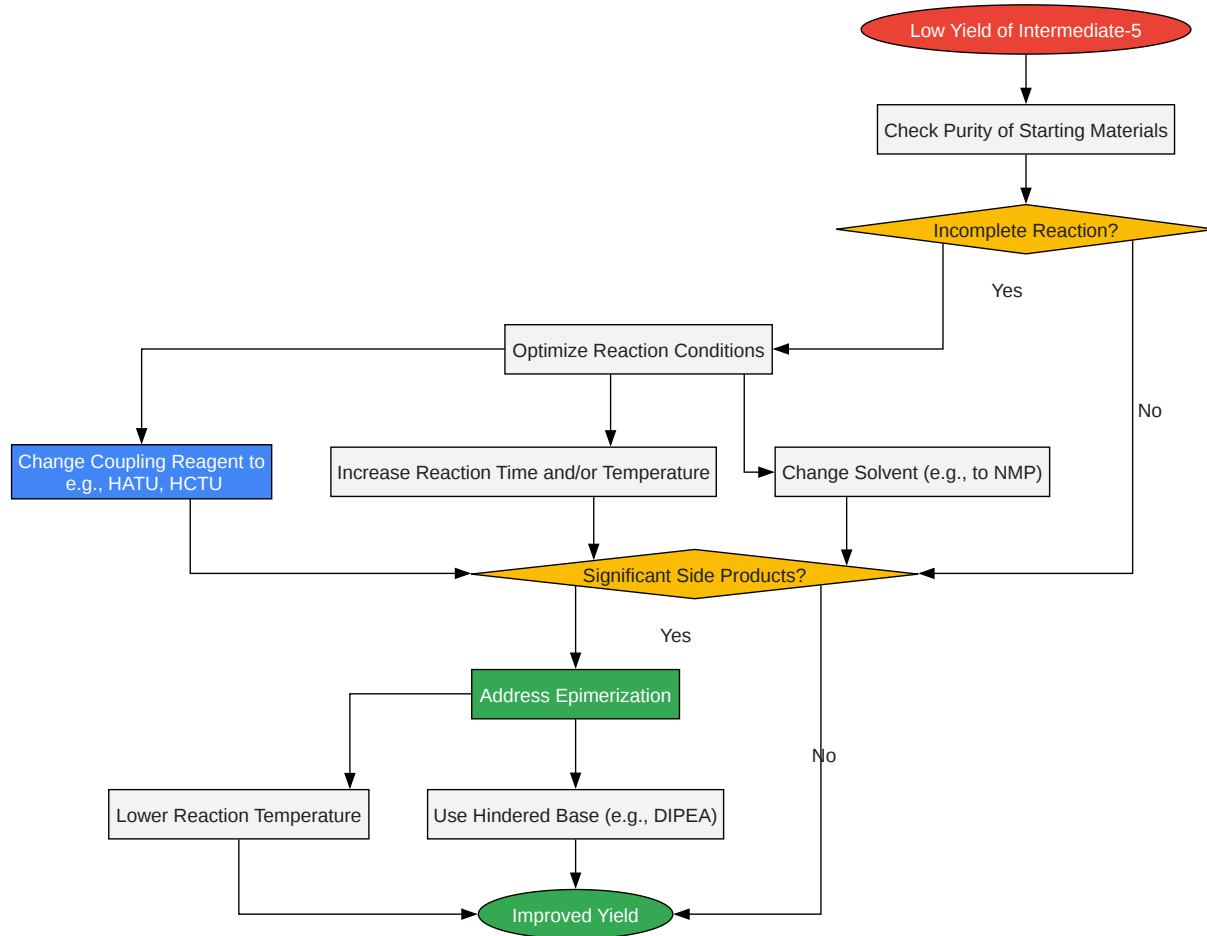 Low Yield of Intermediate-5
Check Purity of Starting Materials
Incomplete Reaction?
Yes
Optimize Reaction Conditions
No
Change Coupling Reagent to
e.g., HATU, HCTU
Increase Reaction Time and/or Temperature
Change Solvent (e.g., to NMP)
Significant Side Products?
Yes
Address Epimerization
No
Lower Reaction Temperature
Use Hindered Base (e.g., DIPEA)
Improved Yield